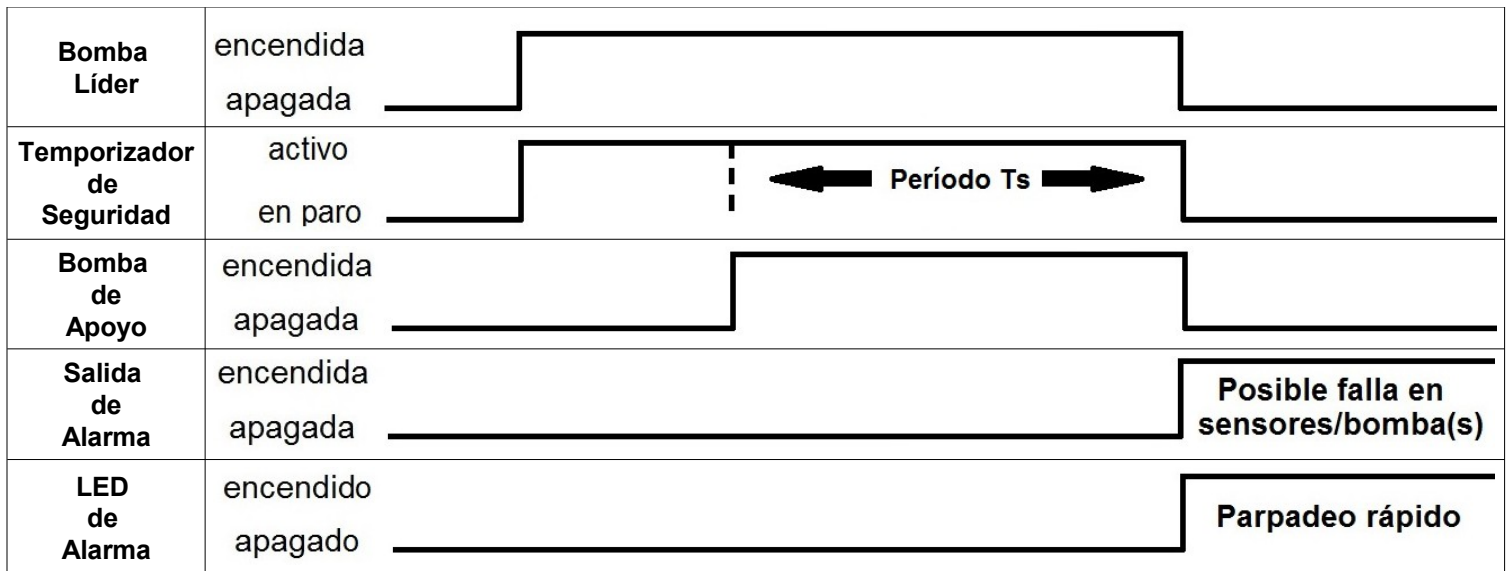 Bomba
Líder
encendida
apagada
Temporizador
de
Seguridad
activo
en paro
Período Ts
Bomba
de
Apoyo
encendida
apagada
Salida
de
Alarma
encendida
apagada
Posible falla en
sensores/bomba(s)
LED
de
Alarma
encendido
apagado
Parpadeo rápido